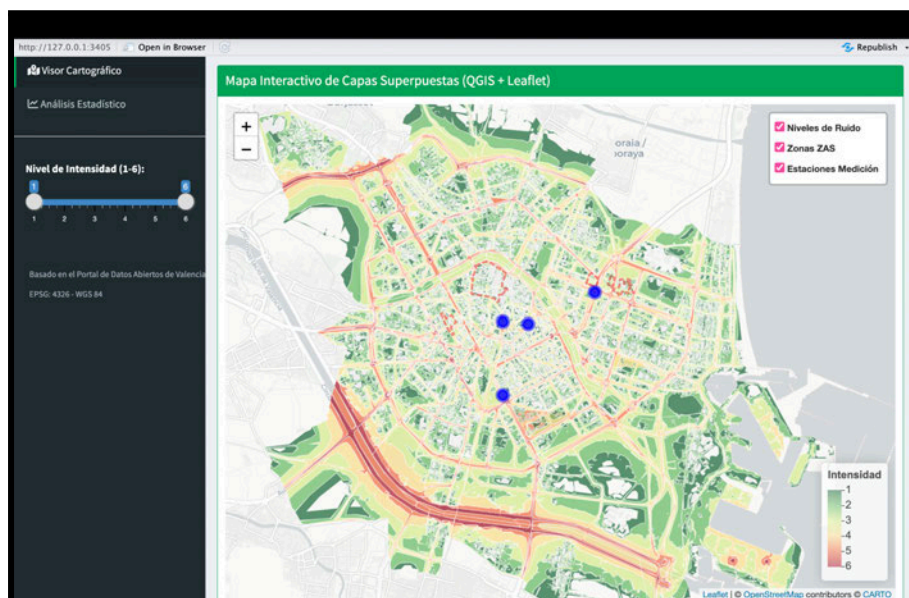 http://127.0.0.1:3405
Open in Browser
Republish
Visor Cartográfico
Análisis Estadístico
Nivel de Intensidad (1-6):
1 6
1 2 3 4 5 6
Basado en el Portal de Datos Abiertos de Valencia
EPSG: 4326 - WGS 84
Mapa Interactivo de Capas Superpuestas (QGIS + Leaflet)
+
−
oraia /
oraya
Niveles de Ruido
Zonas ZAS
Estaciones Medición
Intensidad
1
2
3
4
5
6
Leaflet | © OpenStreetMap contributors © CARTO